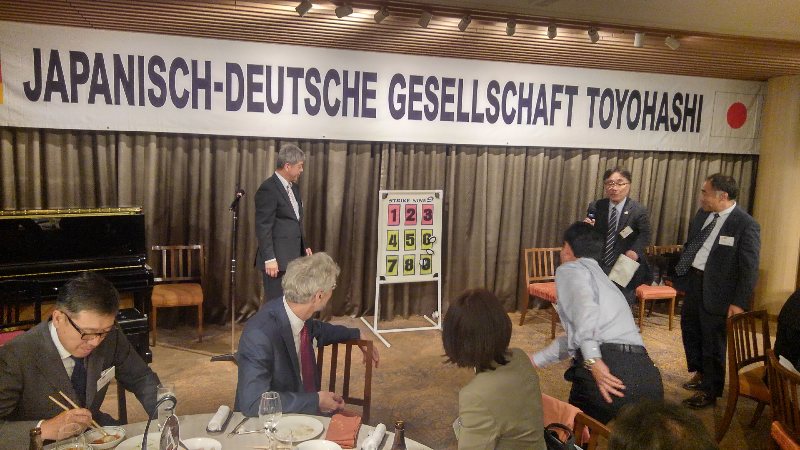 JAPANISCH-DEUTSCHE GESELLSCHAFT TOYOHASHI
STRIKE NINE
1 2 3
4 5 6
7 8 9